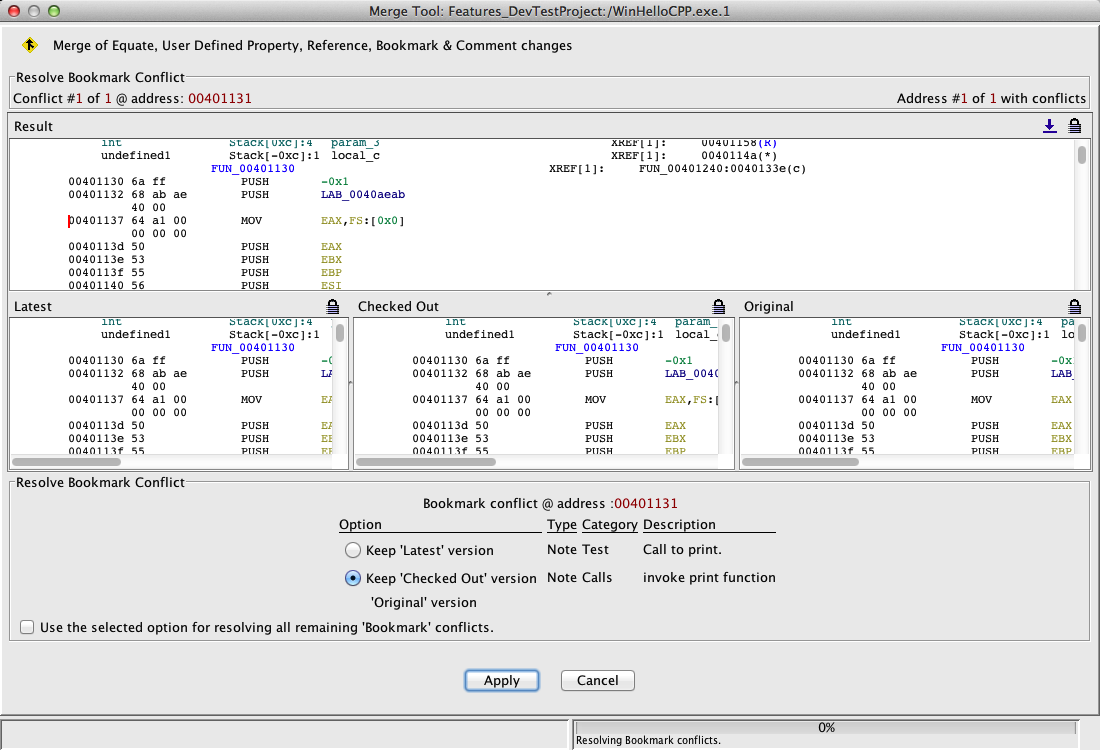 Merge Tool: Features_DevTestProject:/WinHelloCPP.exe.1
Merge of Equate, User Defined Property, Reference, Bookmark & Comment changes
Resolve Bookmark Conflict
Conflict #1 of 1 @ address: 00401131 Address #1 of 1 with conflicts
Result
int Stack[0xc]:4 param_3 XREF[1]: 00401158(R)
undefined1 Stack[-0xc]:1 local_c XREF[1]: 0040114a(*)
FUN_00401130 XREF[1]: FUN_00401240:0040133e(c)
00401130 6a ff PUSH -0x1
00401132 68 ab ae PUSH LAB_0040aeab
40 00
00401137 64 a1 00 MOV EAX,FS:[0x0]
00 00 00
0040113d 50 PUSH EAX
0040113e 53 PUSH EBX
0040113f 55 PUSH EBP
00401140 56 PUSH ESI
Latest
int Stack[0xc]:4
undefined1 Stack[-0xc]:1
FUN_00401130
00401130 6a ff PUSH
00401132 68 ab ae PUSH
40 00
00401137 64 a1 00 MOV
00 00 00
0040113d 50 PUSH
0040113e 53 PUSH
0040113f 55 PUSH
Checked Out
int Stack[0xc]:4 param_
undefined1 Stack[-0xc]:1 local_
FUN_00401130
00401130 6a ff PUSH -0x1
00401132 68 ab ae PUSH LAB_0040
40 00
00401137 64 a1 00 MOV EAX,FS:[
00 00 00
0040113d 50 PUSH EAX
0040113e 53 PUSH EBX
0040113f 55 PUSH EBP
Original
int Stack[0xc]:4 pa
undefined1 Stack[-0xc]:1 lo
FUN_00401130
00401130 6a ff PUSH -0x
00401132 68 ab ae PUSH LAB_
40 00
00401137 64 a1 00 MOV EAX
00 00 00
0040113d 50 PUSH EAX
0040113e 53 PUSH EBX
0040113f 55 PUSH EBP
Resolve Bookmark Conflict
Bookmark conflict @ address :00401131
Option Type Category Description
Keep 'Latest' version Note Test Call to print.
Keep 'Checked Out' version Note Calls invoke print function
'Original' version
Use the selected option for resolving all remaining 'Bookmark' conflicts.
Apply Cancel
0%
Resolving Bookmark conflicts.